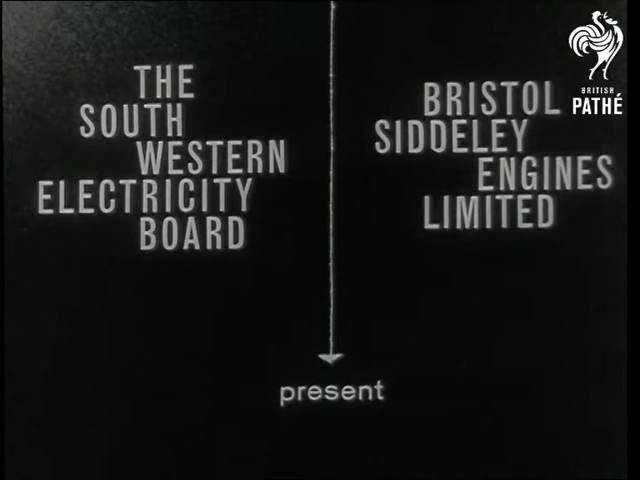 THE
SOUTH
WESTERN
ELECTRICITY
BOARD
BRISTOL
SIDDELEY
ENGINES
LIMITED
present
BRITISH
PATHÉ